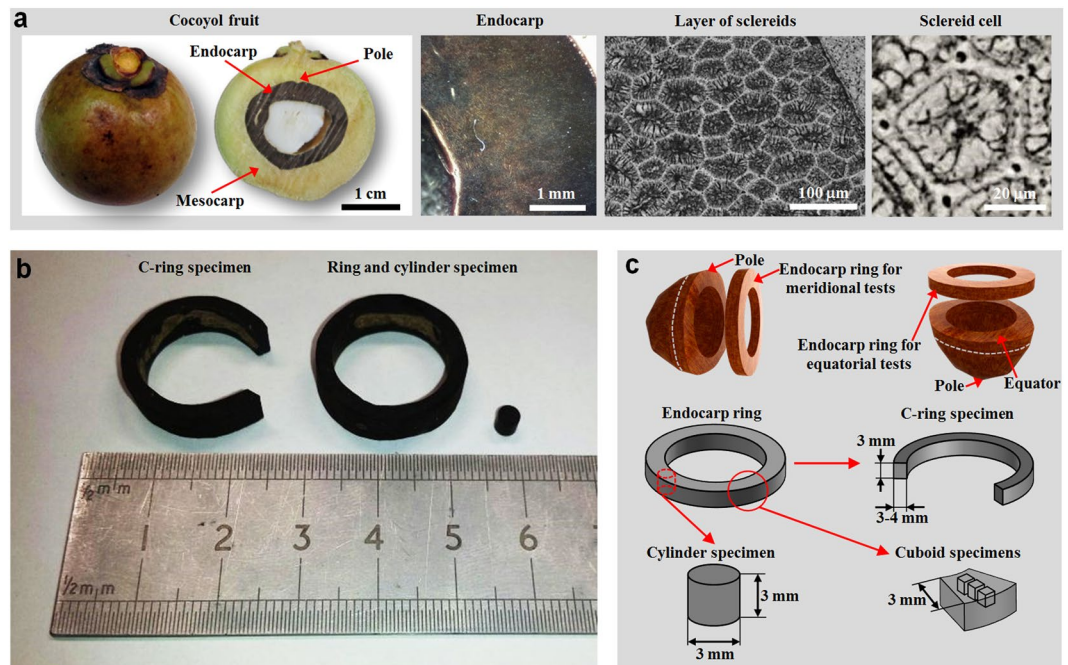 a
Cocoyol fruit
Endocarp
Layer of sclereids
Sclereid cell
Endocarp
Pole
Mesocarp
1 cm
1 mm
100 µm
20 µm
b
C-ring specimen
Ring and cylinder specimen
½ m|m
1 2 3 4 5 6
½ m|m
c
Pole
Endocarp ring for
meridional tests
Endocarp ring for
equatorial tests
Pole
Equator
Endocarp ring
C-ring specimen
3 mm
3-4 mm
Cylinder specimen
Cuboid specimens
3 mm
3 mm
3 mm